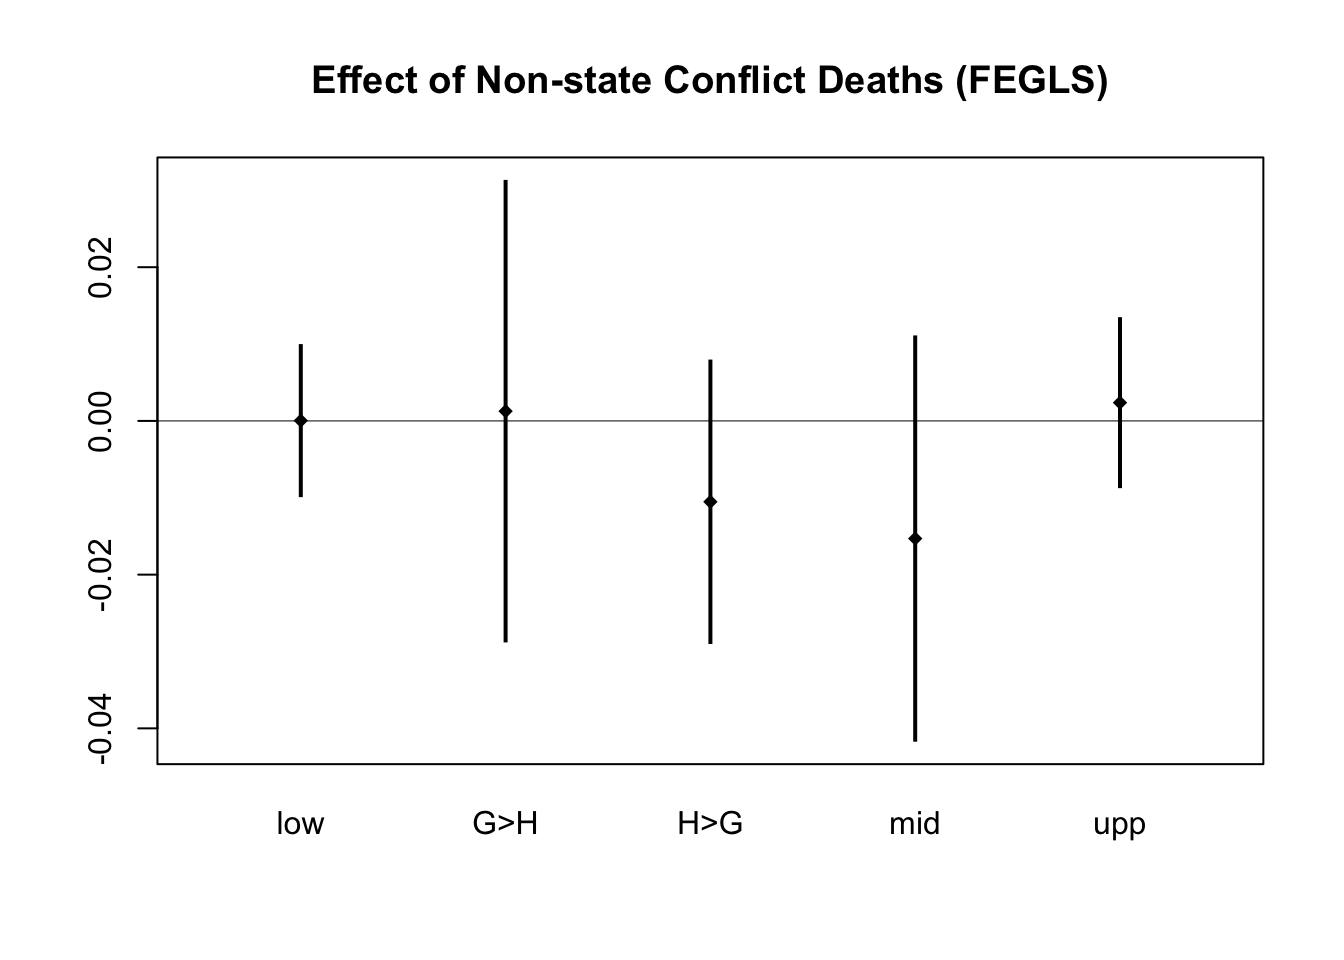 Effect of Non-state Conflict Deaths (FEGLS)
0.02
0.00
-0.02
-0.04
low G>H H>G mid upp